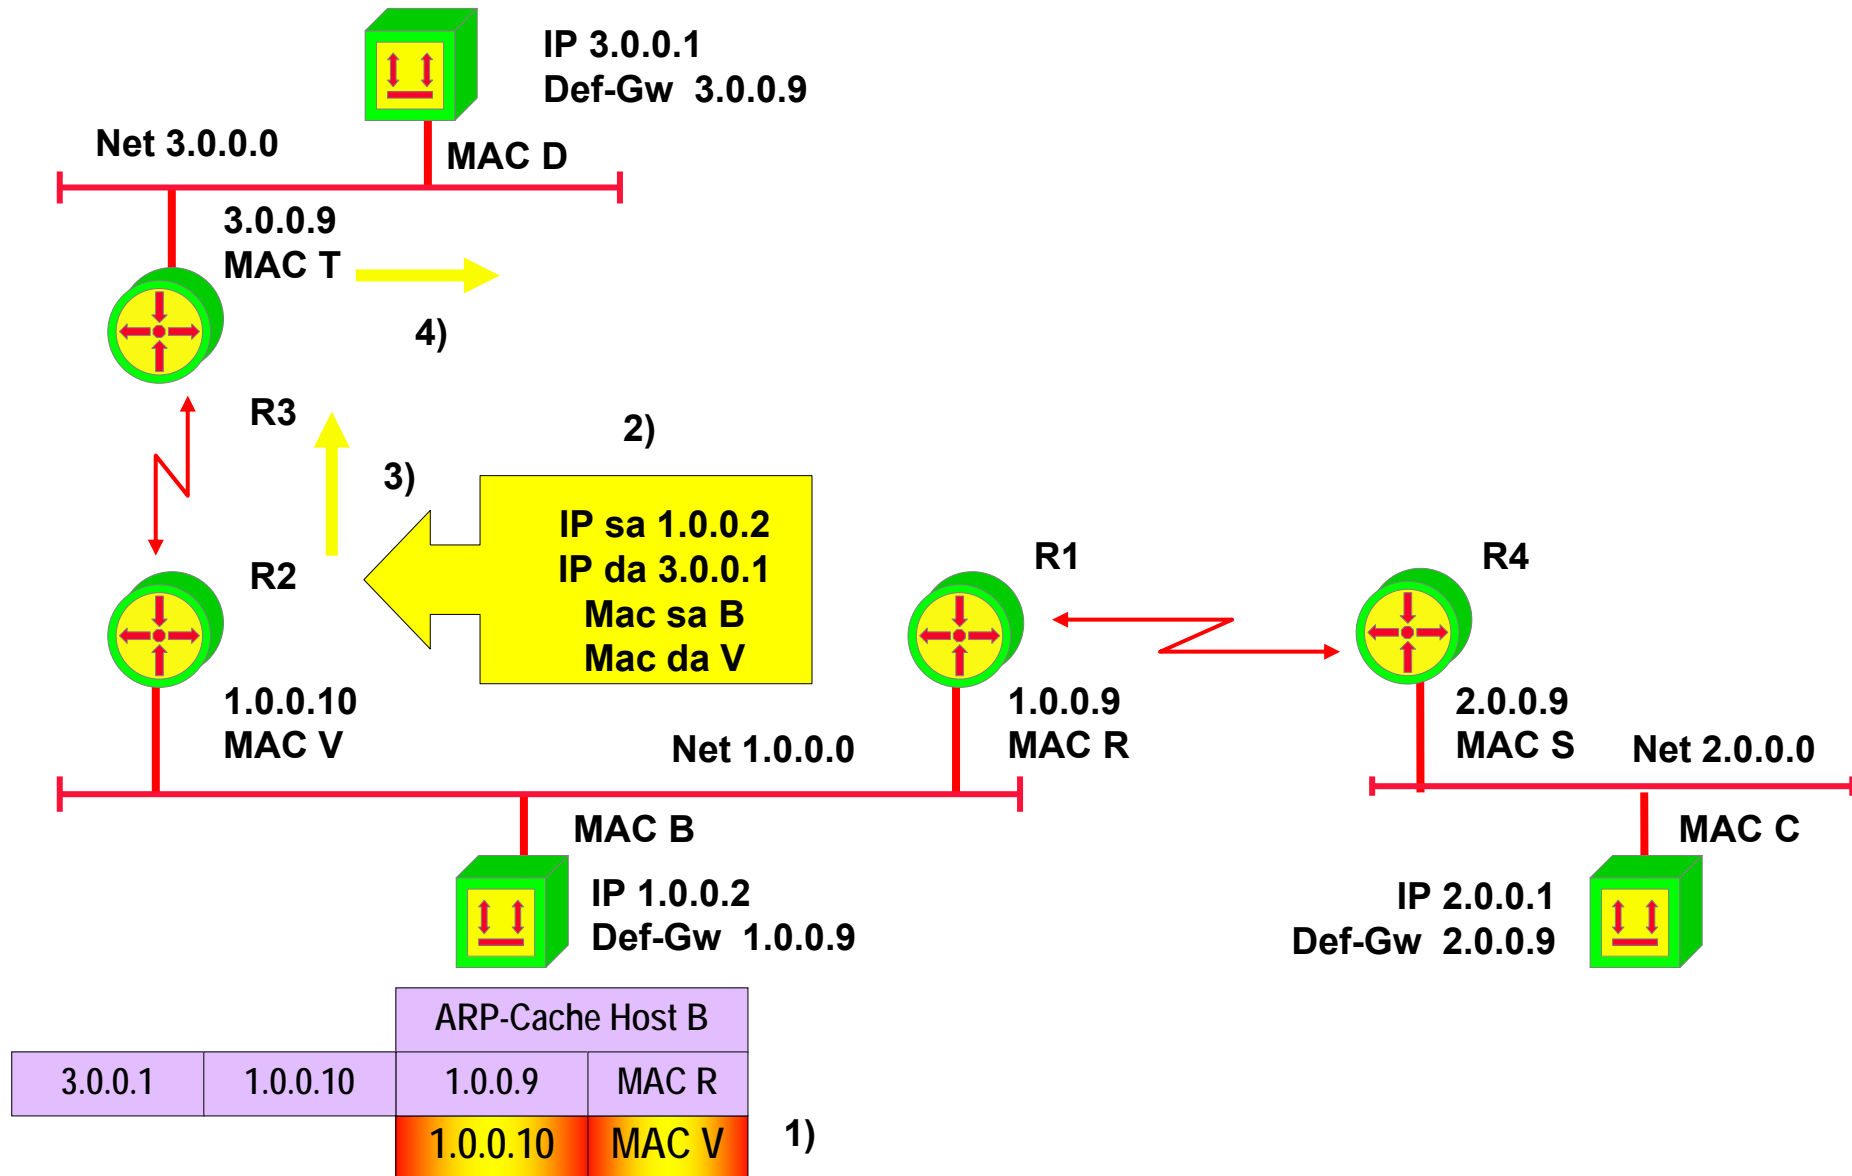 IP 3.0.0.1
Def-Gw 3.0.0.9
Net 3.0.0.0
MAC D
3.0.0.9
MAC T
4)
R3
2)
3)
IP sa 1.0.0.2
IP da 3.0.0.1
Mac sa B
Mac da V
R2
R1
R4
1.0.0.10
MAC V
Net 1.0.0.0
1.0.0.9
MAC R
2.0.0.9
MAC S
Net 2.0.0.0
MAC B
MAC C
IP 1.0.0.2
Def-Gw 1.0.0.9
IP 2.0.0.1
Def-Gw 2.0.0.9
ARP-Cache Host B
3.0.0.1 1.0.0.10 1.0.0.9 MAC R
1.0.0.10 MAC V 1)